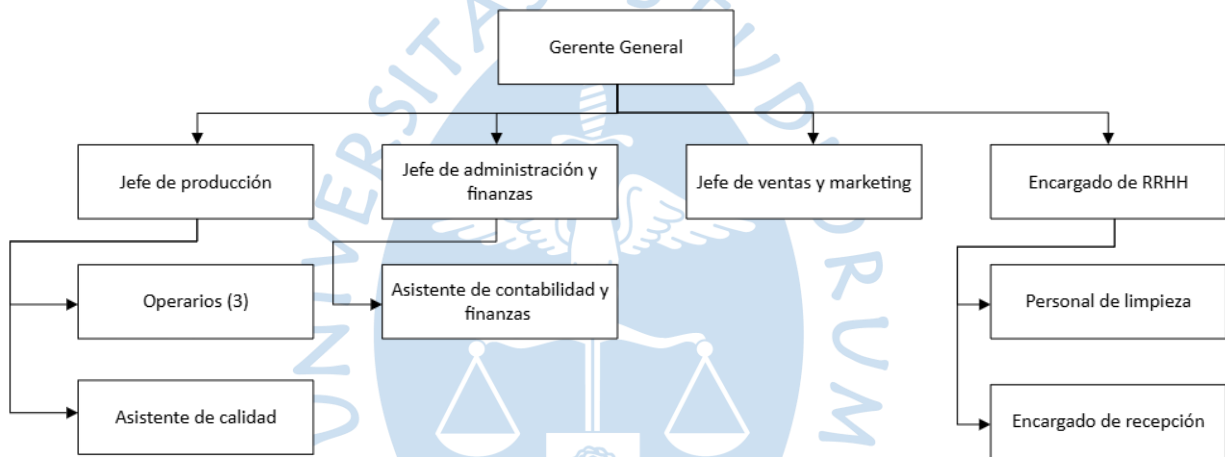 Gerente General
Jefe de producción
Jefe de administración y
finanzas
Jefe de ventas y marketing
Encargado de RRHH
Operarios (3)
Asistente de contabilidad y
finanzas
Personal de limpieza
Asistente de calidad
Encargado de recepción